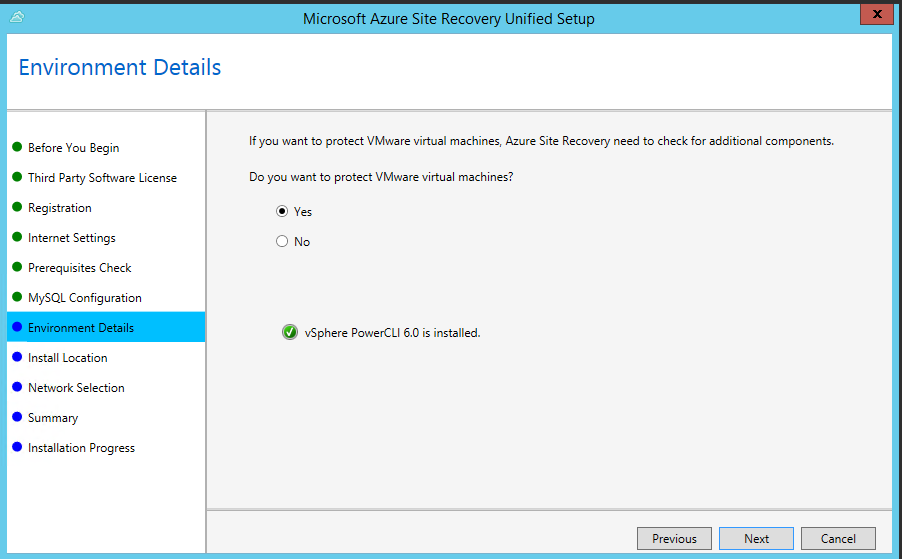 Microsoft Azure Site Recovery Unified Setup
x
Environment Details
Before You Begin
Third Party Software License
Registration
Internet Settings
Prerequisites Check
MySQL Configuration
Environment Details
Install Location
Network Selection
Summary
Installation Progress
If you want to protect VMware virtual machines, Azure Site Recovery need to check for additional components.
Do you want to protect VMware virtual machines?
Yes
No
vSphere PowerCLI 6.0 is installed.
Previous
Next
Cancel